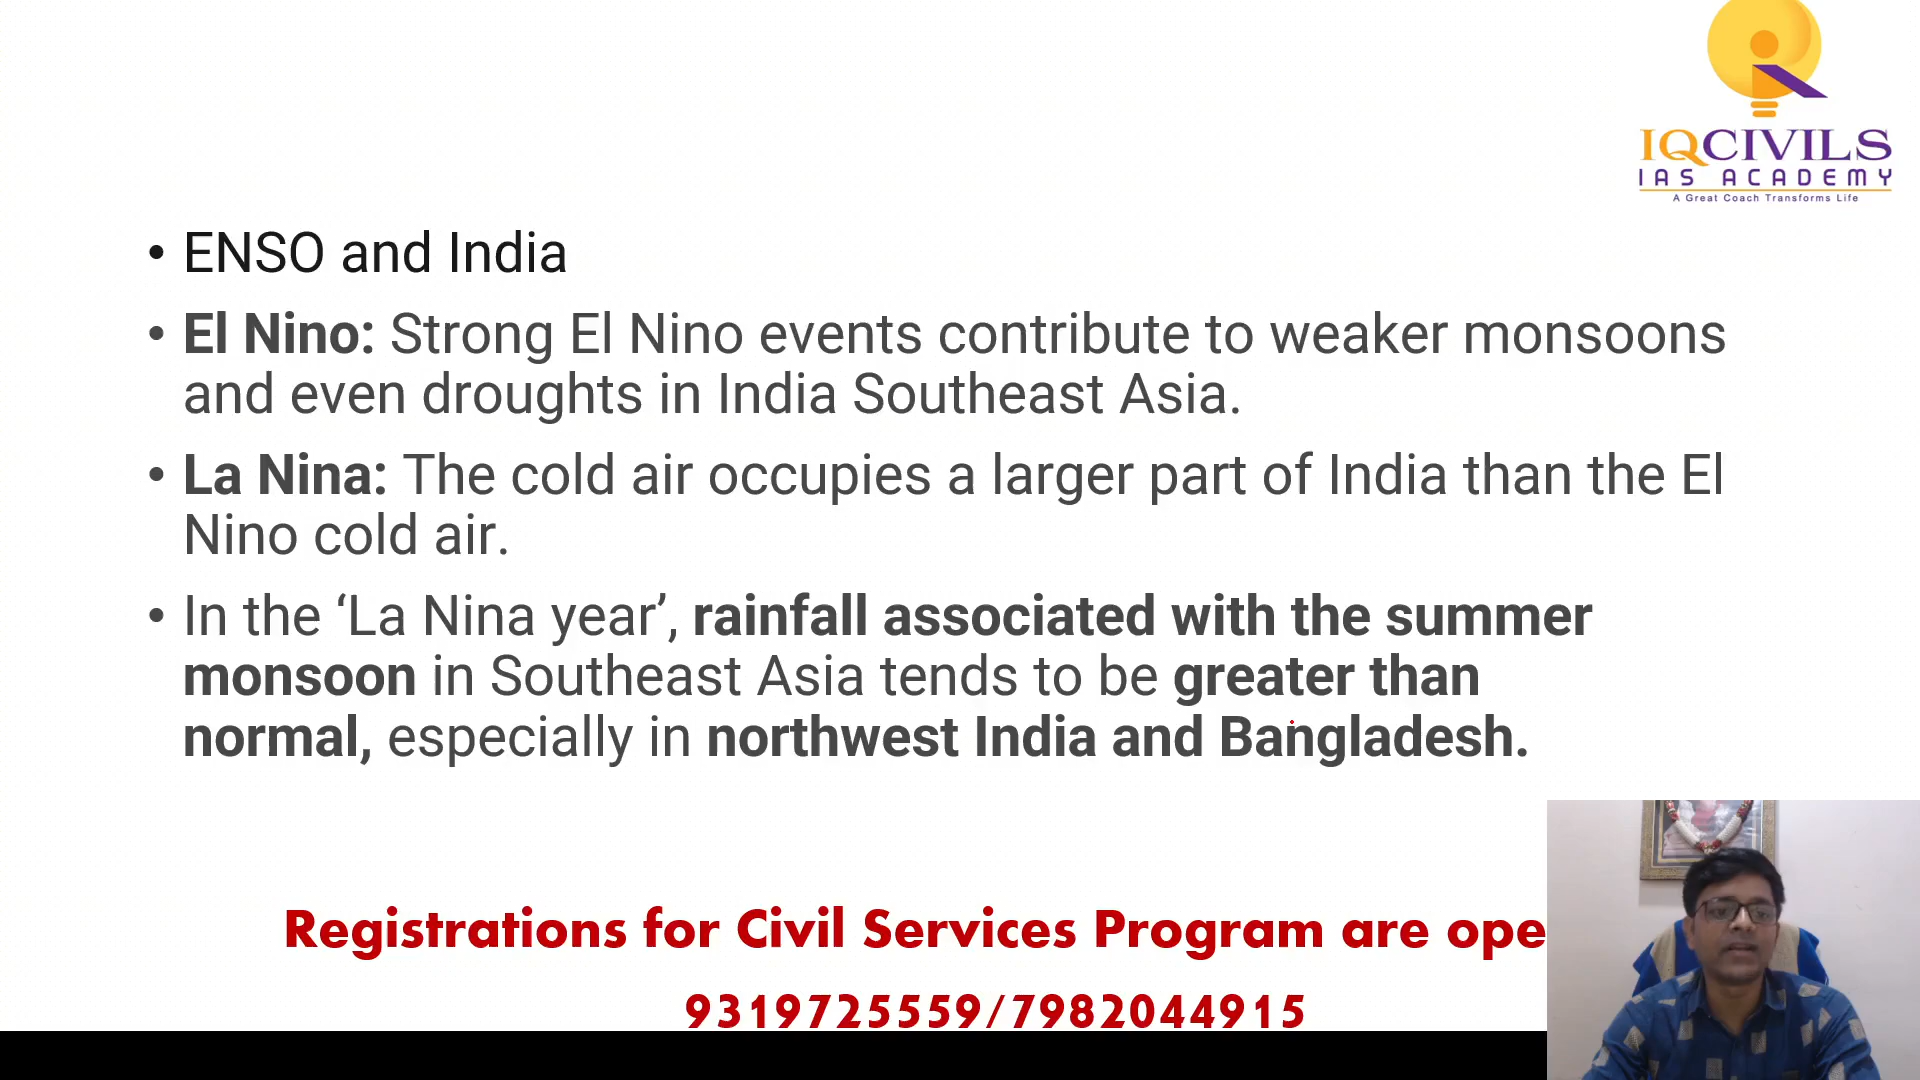 IQCIVILS
IAS ACADEMY
A Great Coach Transforms Life
• ENSO and India
• El Nino: Strong El Nino events contribute to weaker monsoons
and even droughts in India Southeast Asia.
• La Nina: The cold air occupies a larger part of India than the El
Nino cold air.
• In the ‘La Nina year’, rainfall associated with the summer
monsoon in Southeast Asia tends to be greater than
normal, especially in northwest India and Bangladesh.
Registrations for Civil Services Program are ope
9319725559/7982044915